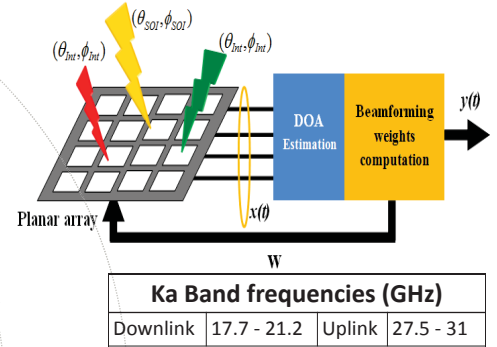 (θSOI,ϕSOI)
(θInt,ϕInt)
(θInt,ϕInt)
DOA
Estimation
Beamforming
weights
computation
y(t)
x(t)
Planar array
W
Ka Band frequencies (GHz)
Downlink 17.7 - 21.2 Uplink 27.5 - 31